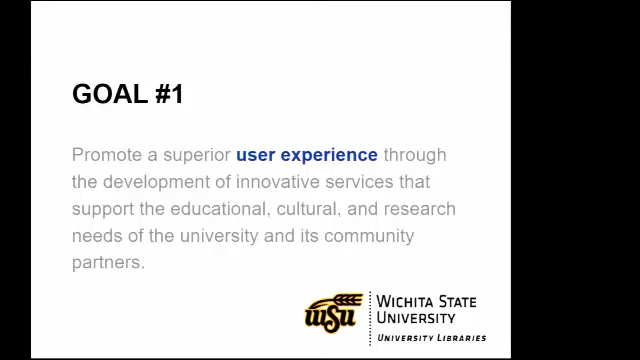 GOAL #1
Promote a superior user experience through
the development of innovative services that
support the educational, cultural, and research
needs of the university and its community
partners.
wsu
WICHITA STATE
UNIVERSITY
UNIVERSITY LIBRARIES